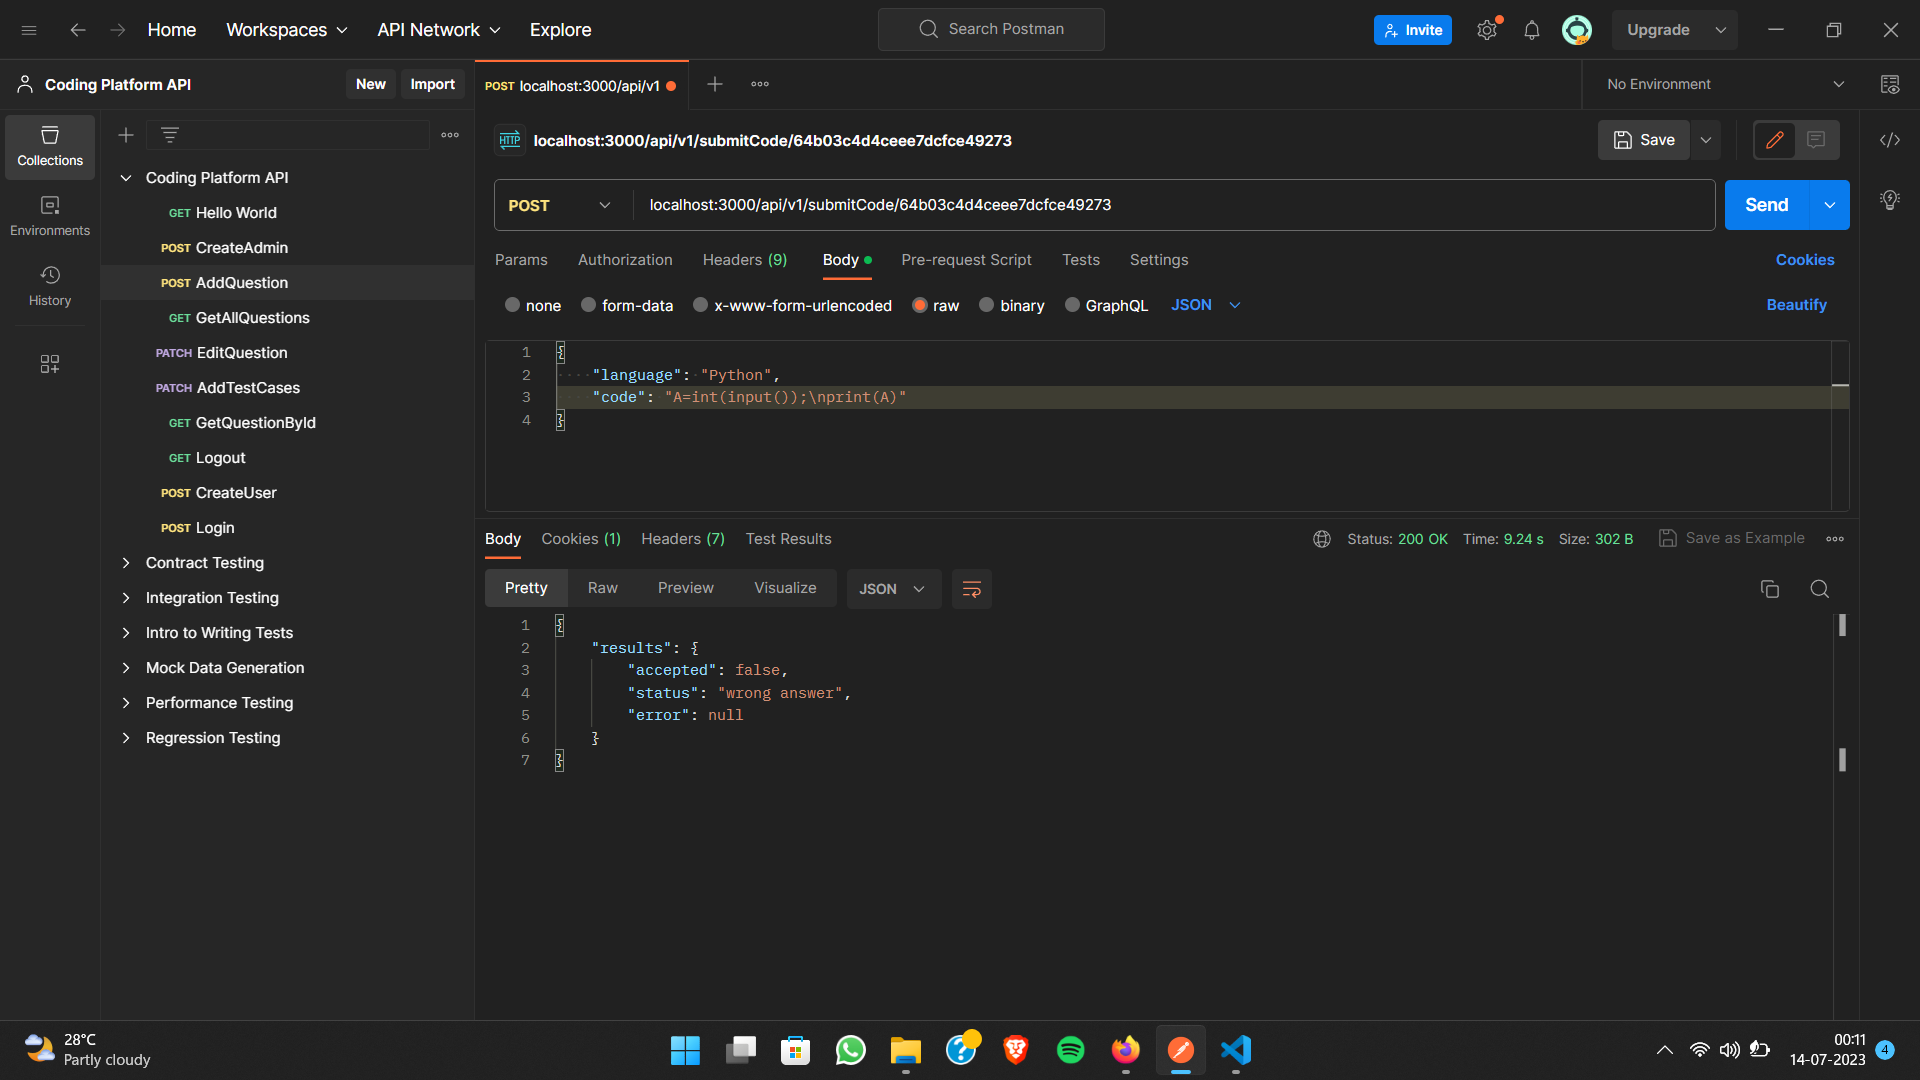 Home Workspaces API Network Explore Search Postman Invite Upgrade
Coding Platform API New Import POST localhost:3000/api/v1 No Environment
HTTP localhost:3000/api/v1/submitCode/64b03c4d4ceee7dcfce49273 Save
Collections
Environments
History
Coding Platform API
GET Hello World
POST CreateAdmin
POST AddQuestion
GET GetAllQuestions
PATCH EditQuestion
PATCH AddTestCases
GET GetQuestionById
GET Logout
POST CreateUser
POST Login
Contract Testing
Integration Testing
Intro to Writing Tests
Mock Data Generation
Performance Testing
Regression Testing
POST localhost:3000/api/v1/submitCode/64b03c4d4ceee7dcfce49273 Send
Params Authorization Headers (9) Body Pre-request Script Tests Settings Cookies
none form-data x-www-form-urlencoded raw binary GraphQL JSON Beautify
1 {
2 "language": "Python",
3 "code": "A=int(input());\nprint(A)"
4 }
Body Cookies (1) Headers (7) Test Results Status: 200 OK Time: 9.24 s Size: 302 B Save as Example
Pretty Raw Preview Visualize JSON
1 {
2 "results": {
3 "accepted": false,
4 "status": "wrong answer",
5 "error": null
6 }
7 }
28°C
Partly cloudy
00:11
14-07-2023 4